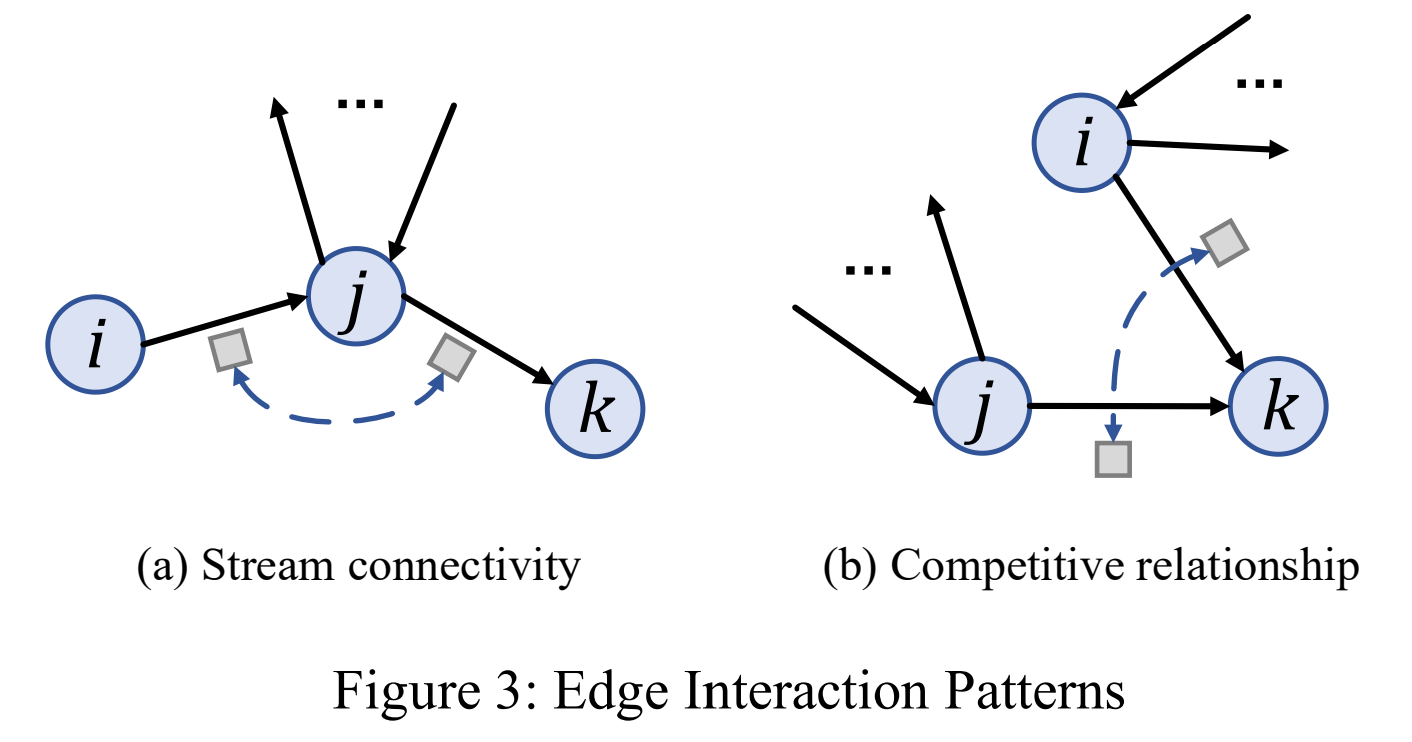 ...
i
j
k
(a) Stream connectivity
...
i
...
j
k
(b) Competitive relationship
Figure 3: Edge Interaction Patterns